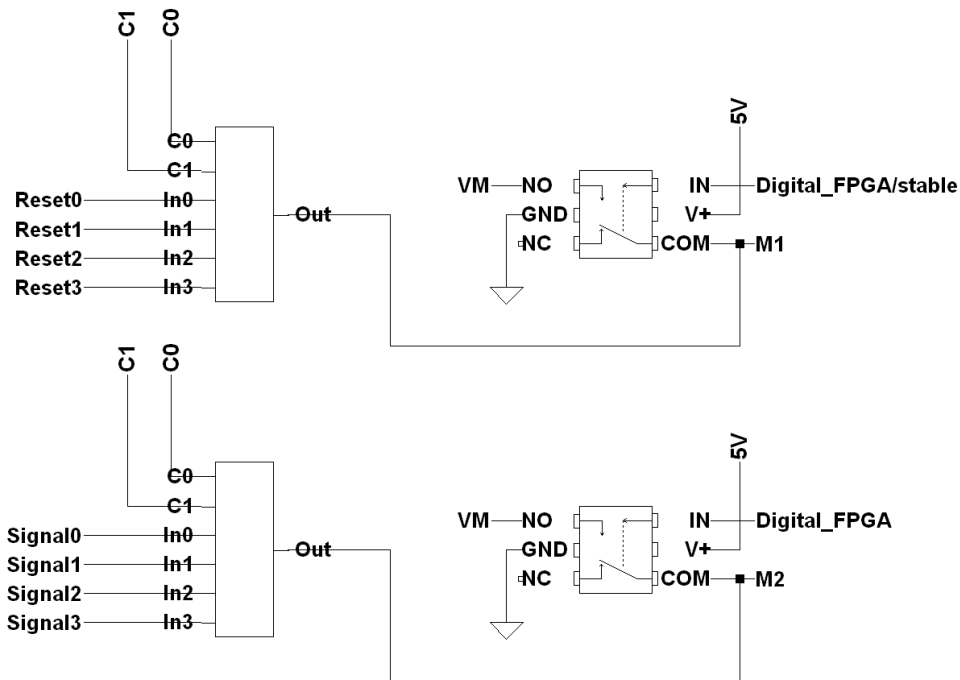 C1 C0
5V
C0
C1
Reset0 In0
Reset1 In1
Reset2 In2
Reset3 In3
Out
VM NO IN Digital_FPGA/stable
GND V+
NC COM M1
C1 C0
5V
C0
C1
Signal0 In0
Signal1 In1
Signal2 In2
Signal3 In3
Out
VM NO IN Digital_FPGA
GND V+
NC COM M2